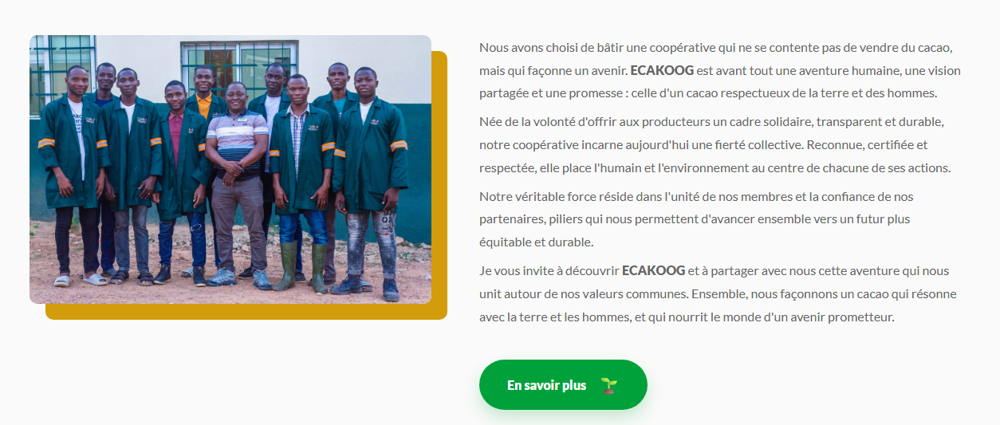 Nous avons choisi de bâtir une coopérative qui ne se contente pas de vendre du cacao,
mais qui façonne un avenir. ECAKOOG est avant tout une aventure humaine, une vision
partagée et une promesse : celle d'un cacao respectueux de la terre et des hommes.
Née de la volonté d'offrir aux producteurs un cadre solidaire, transparent et durable,
notre coopérative incarne aujourd'hui une fierté collective. Reconnue, certifiée et
respectée, elle place l'humain et l'environnement au centre de chacune de ses actions.
Notre véritable force réside dans l'unité de nos membres et la confiance de nos
partenaires, piliers qui nous permettent d'avancer ensemble vers un futur plus
équitable et durable.
Je vous invite à découvrir ECAKOOG et à partager avec nous cette aventure qui nous
unit autour de nos valeurs communes. Ensemble, nous façonnons un cacao qui résonne
avec la terre et les hommes, et qui nourrit le monde d'un avenir prometteur.
En savoir plus